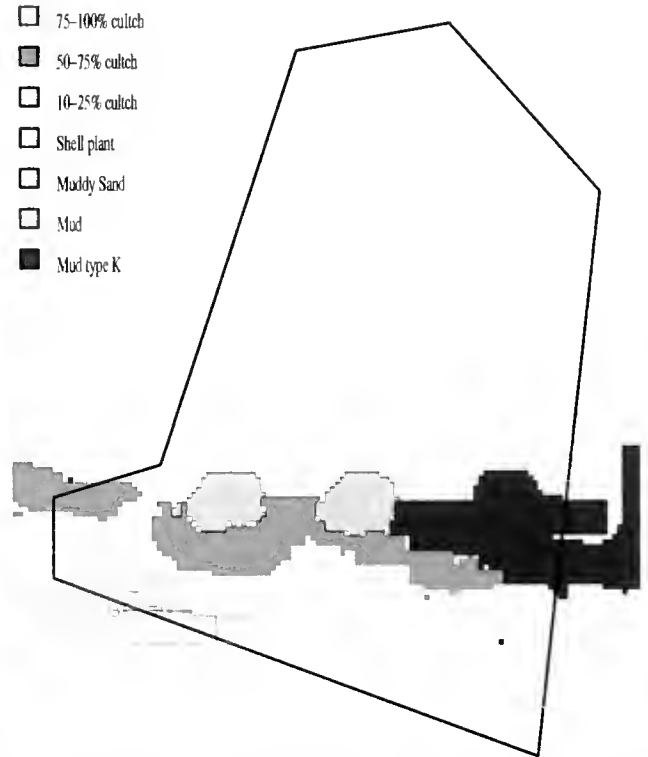 75–100% cultch
50–75% cultch
10–25% cultch
Shell plant
Muddy Sand
Mud
Mud type K